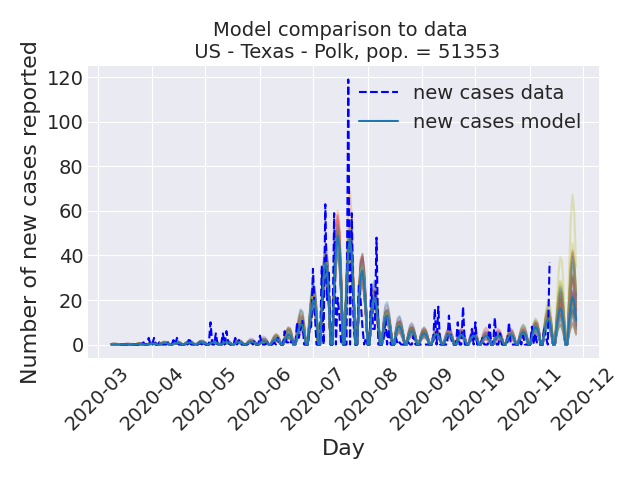 Model comparison to data
US - Texas - Polk, pop. = 51353
Number of new cases reported
120
100
80
60
40
20
0
new cases data
new cases model
2020-03
2020-04
2020-05
2020-06
2020-07
2020-08
2020-09
2020-10
2020-11
2020-12
Day